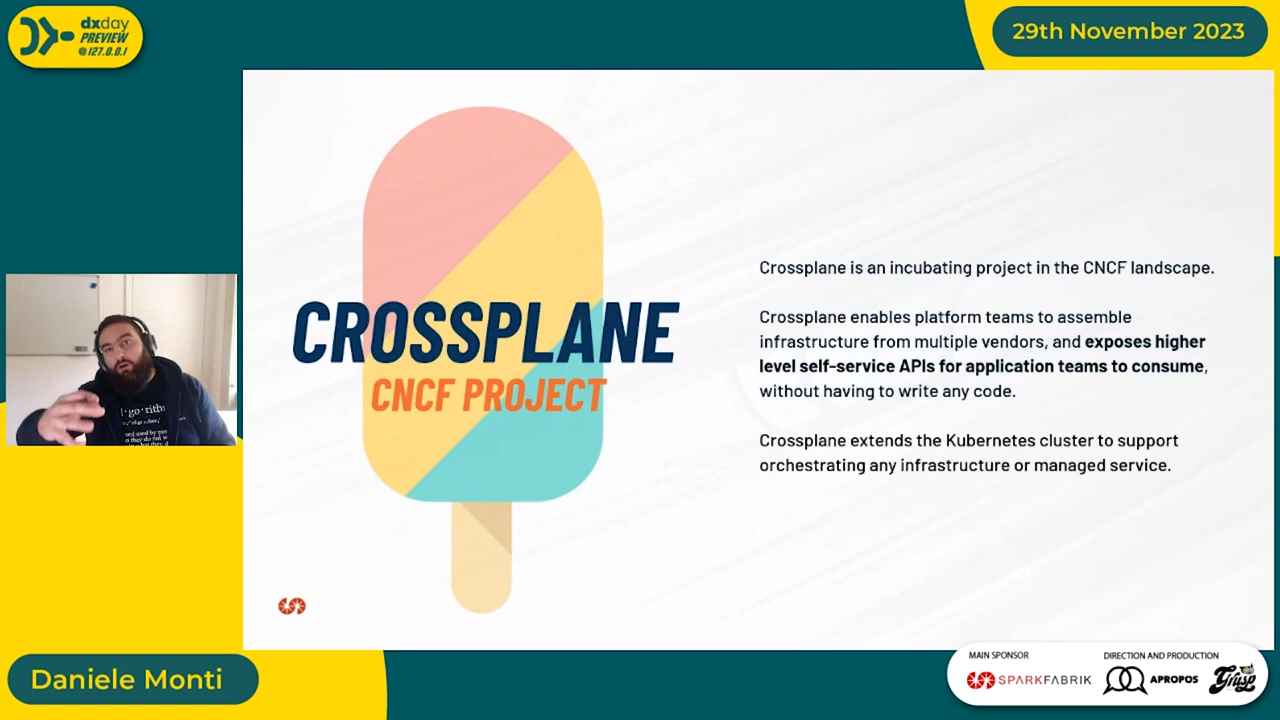 dxday
PREVIEW
@127.0.0.1
29th November 2023
CROSSPLANE
CNCF PROJECT
Crossplane is an incubating project in the CNCF landscape.
Crossplane enables platform teams to assemble
infrastructure from multiple vendors, and exposes higher
level self-service APIs for application teams to consume,
without having to write any code.
Crossplane extends the Kubernetes cluster to support
orchestrating any infrastructure or managed service.
Daniele Monti
MAIN SPONSOR
SPARKFABRIK
DIRECTION AND PRODUCTION
APROPOS
Grusp